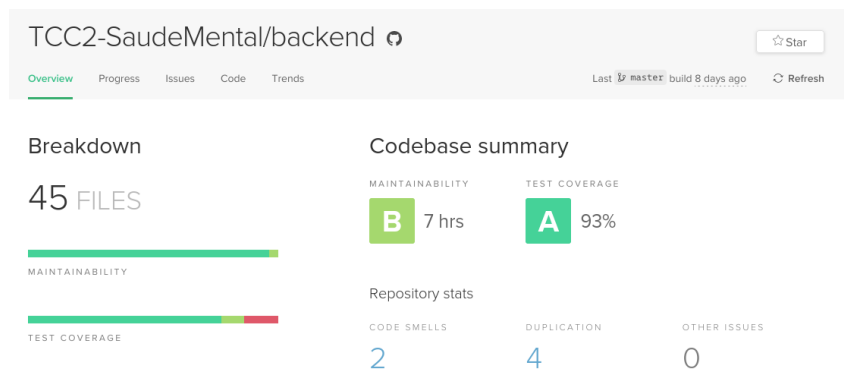 TCC2-SaudeMental/backend
Star
Overview Progress Issues Code Trends Last master build 8 days ago Refresh
Breakdown
45 FILES
MAINTAINABILITY
TEST COVERAGE
Codebase summary
MAINTAINABILITY TEST COVERAGE
B 7 hrs A 93%
Repository stats
CODE SMELLS DUPLICATION OTHER ISSUES
2 4 0